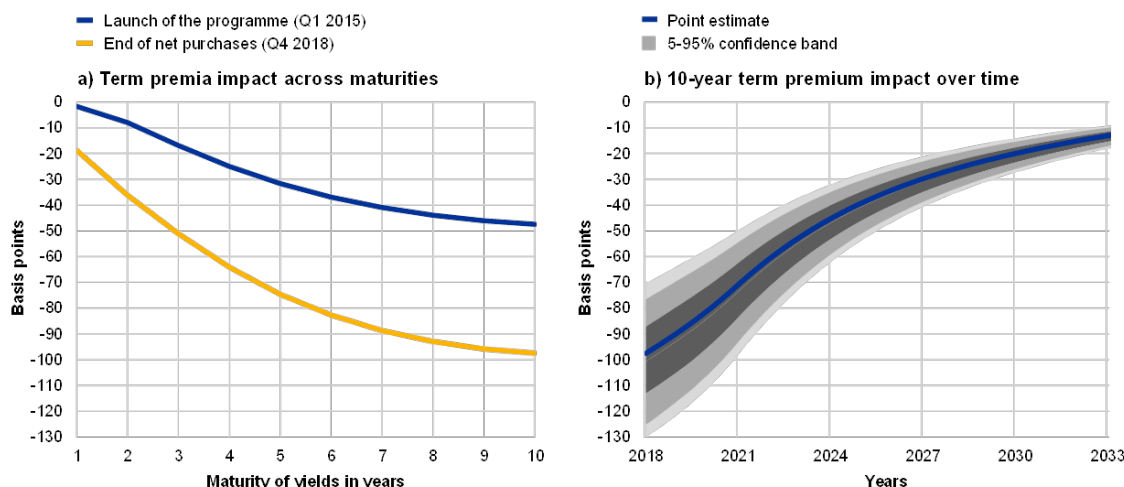 Launch of the programme (Q1 2015)
End of net purchases (Q4 2018)
a) Term premia impact across maturities
0
-10
-20
-30
-40
-50
-60
-70
-80
-90
-100
-110
-120
-130
Basis points
1 2 3 4 5 6 7 8 9 10
Maturity of yields in years
Point estimate
5-95% confidence band
b) 10-year term premium impact over time
0
-10
-20
-30
-40
-50
-60
-70
-80
-90
-100
-110
-120
-130
Basis points
2018 2021 2024 2027 2030 2033
Years